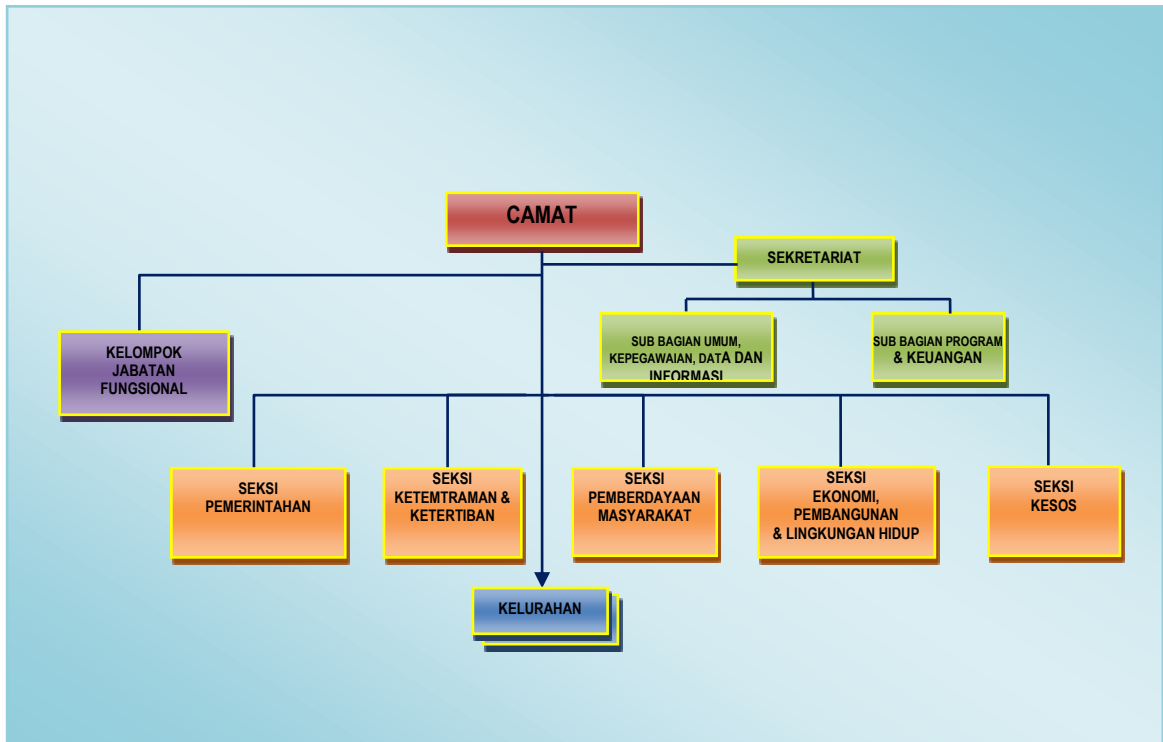 CAMAT
SEKRETARIAT
KELOMPOK
JABATAN
FUNGSIONAL
SUB BAGIAN UMUM,
KEPEGAWAIAN, DATA DAN
INFORMASI
SUB BAGIAN PROGRAM
& KEUANGAN
SEKSI
PEMERINTAHAN
SEKSI
KETEMTRAMAN &
KETERTIBAN
SEKSI
PEMBERDAYAAN
MASYARAKAT
SEKSI
EKONOMI,
PEMBANGUNAN
& LINGKUNGAN HIDUP
SEKSI
KESOS
KELURAHAN